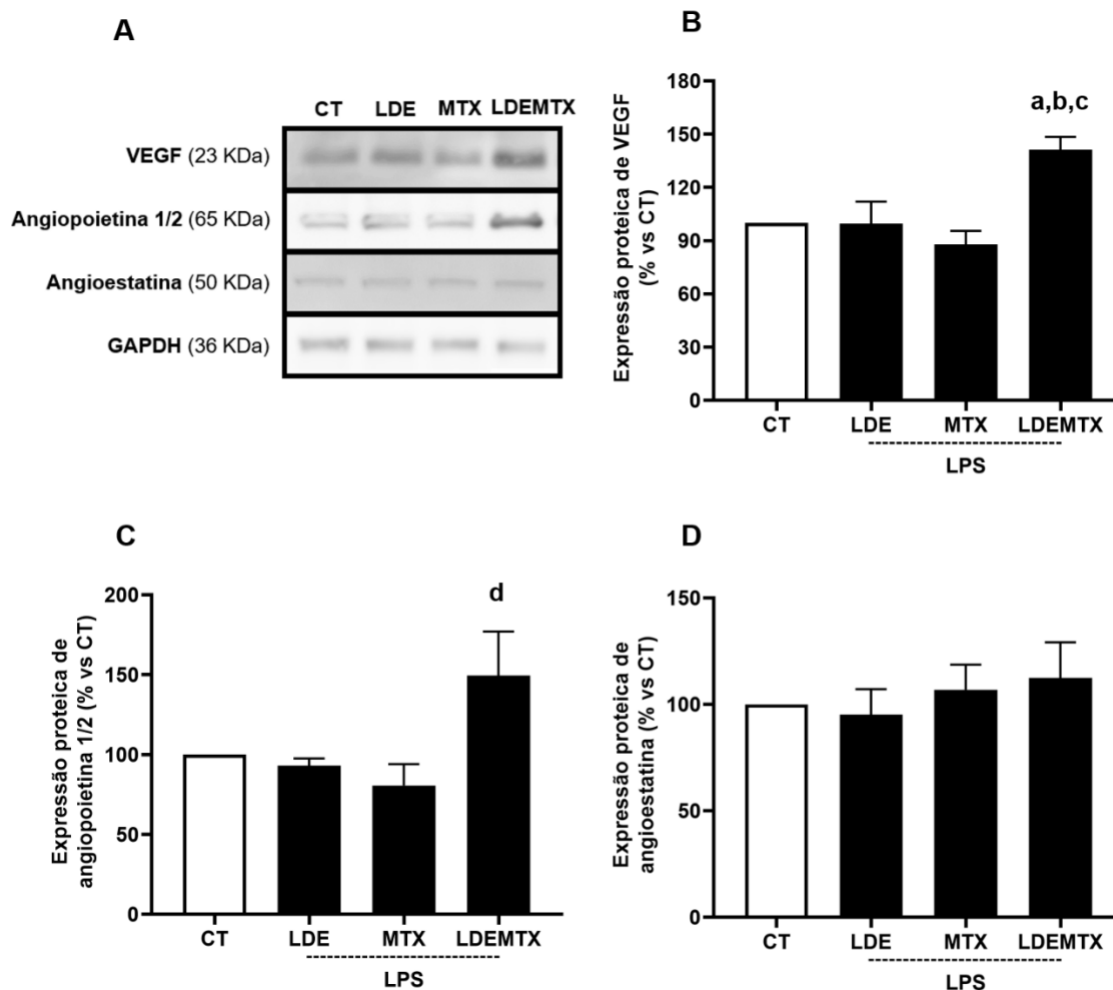 A
CT LDE MTX LDEMTX
VEGF (23 KDa)
Angiopoietina 1/2 (65 KDa)
Angioestatina (50 KDa)
GAPDH (36 KDa)
B
Expressão proteica de VEGF
(% vs CT)
180
150
120
90
60
30
0
a,b,c
CT LDE MTX LDEMTX
LPS
C
Expressão proteica de
angiopoietina 1/2 (% vs CT)
200
150
100
50
0
d
CT LDE MTX LDEMTX
LPS
D
Expressão proteica de
angioestatina (% vs CT)
150
100
50
0
CT LDE MTX LDEMTX
LPS